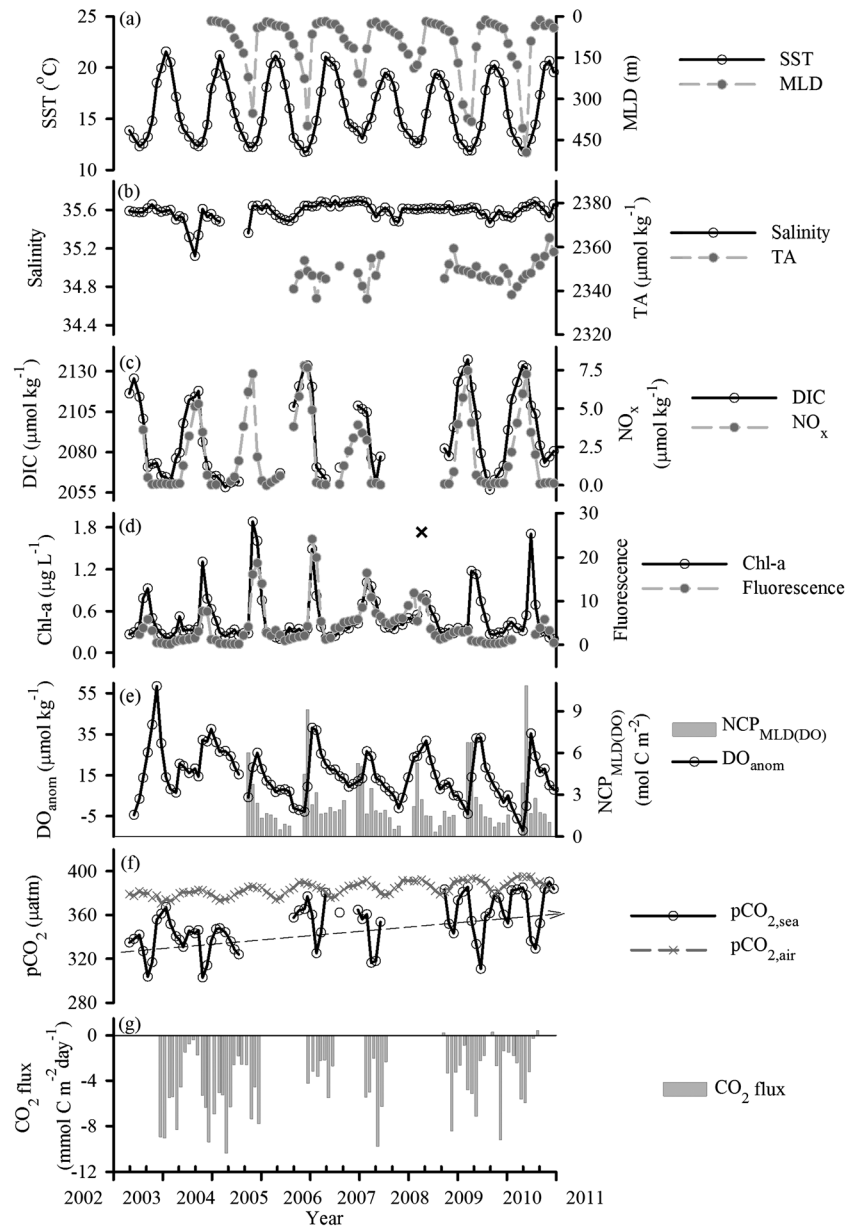 (a)
25
20
15
10
SST (°C)
0
150
300
450
MLD (m)
SST
MLD
(b)
35.6
35.2
34.8
34.4
Salinity
2380
2360
2340
2320
TA (μmol kg-1)
Salinity
TA
(c)
2130
2105
2080
2055
DIC (μmol kg-1)
7.5
5.0
2.5
0.0
NOx
(μmol kg-1)
DIC
NOx
(d)
1.8
1.2
0.6
0.0
Chl-a (μg L-1)
30
20
10
0
Fluorescence
Chl-a
Fluorescence
(e)
55
35
15
-5
DOanom (μmol kg-1)
9
6
3
0
NCPMLD(DO)
(mol C m-2)
NCPMLD(DO)
DOanom
(f)
400
360
320
280
pCO2 (μatm)
pCO2,sea
pCO2,air
(g)
0
-4
-8
-12
CO2 flux
(mmol C m-2day-1)
CO2 flux
2002 2003 2004 2005 2006 2007 2008 2009 2010 2011
Year